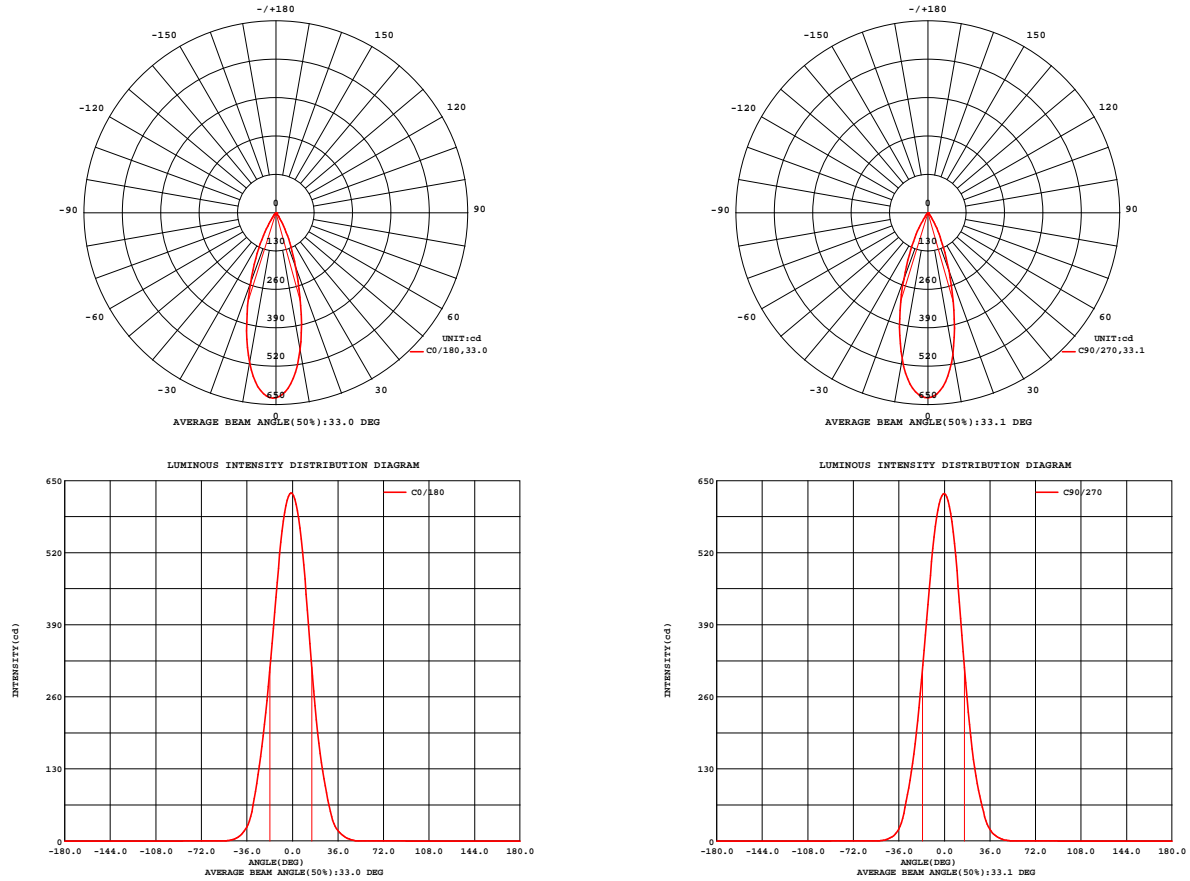 -/+180
-150
150
-120
120
-90
90
0
130
260
390
520
650
-60
60
-30
30
0
UNIT:cd
C0/180,33.0
AVERAGE BEAM ANGLE(50%):33.0 DEG
-/+180
-150
150
-120
120
-90
90
0
130
260
390
520
650
-60
60
-30
30
0
UNIT:cd
C90/270,33.1
AVERAGE BEAM ANGLE(50%):33.1 DEG
LUMINOUS INTENSITY DISTRIBUTION DIAGRAM
C0/180
INTENSITY(cd)
650
520
390
260
130
0
-180.0 -144.0 -108.0 -72.0 -36.0 0.0 36.0 72.0 108.0 144.0 180.0
ANGLE(DEG)
AVERAGE BEAM ANGLE(50%):33.0 DEG
LUMINOUS INTENSITY DISTRIBUTION DIAGRAM
C90/270
INTENSITY(cd)
650
520
390
260
130
0
-180.0 -144.0 -108.0 -72.0 -36.0 0.0 36.0 72.0 108.0 144.0 180.0
ANGLE(DEG)
AVERAGE BEAM ANGLE(50%):33.1 DEG